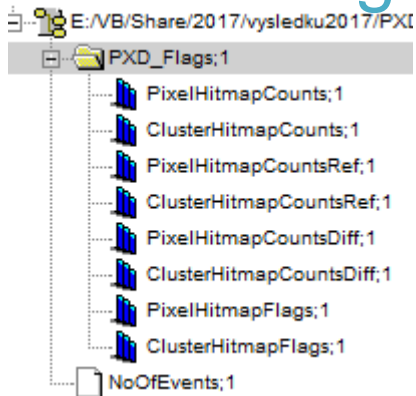 E:/VB/Share/2017/vysledku2017/PXD
PXD_Flags;1
PixelHitmapCounts;1
ClusterHitmapCounts;1
PixelHitmapCountsRef;1
ClusterHitmapCountsRef;1
PixelHitmapCountsDiff;1
ClusterHitmapCountsDiff;1
PixelHitmapFlags;1
ClusterHitmapFlags;1
NoOfEvents;1